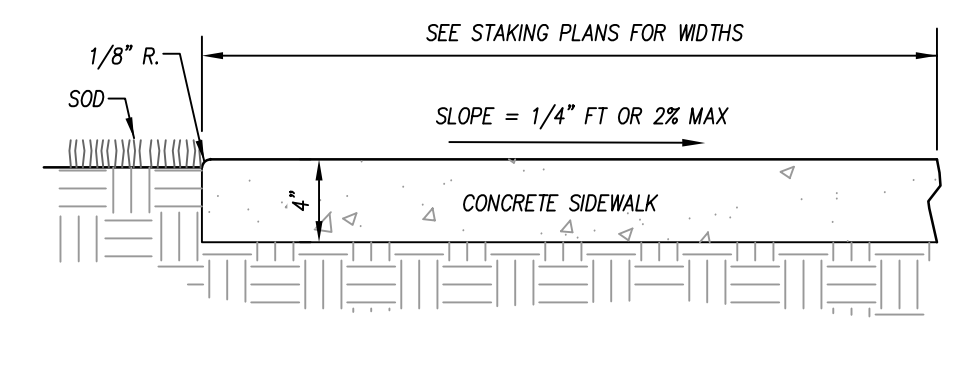 SEE STAKING PLANS FOR WIDTHS
1/8" R.
SOD
SLOPE = 1/4" FT OR 2% MAX
4"
CONCRETE SIDEWALK